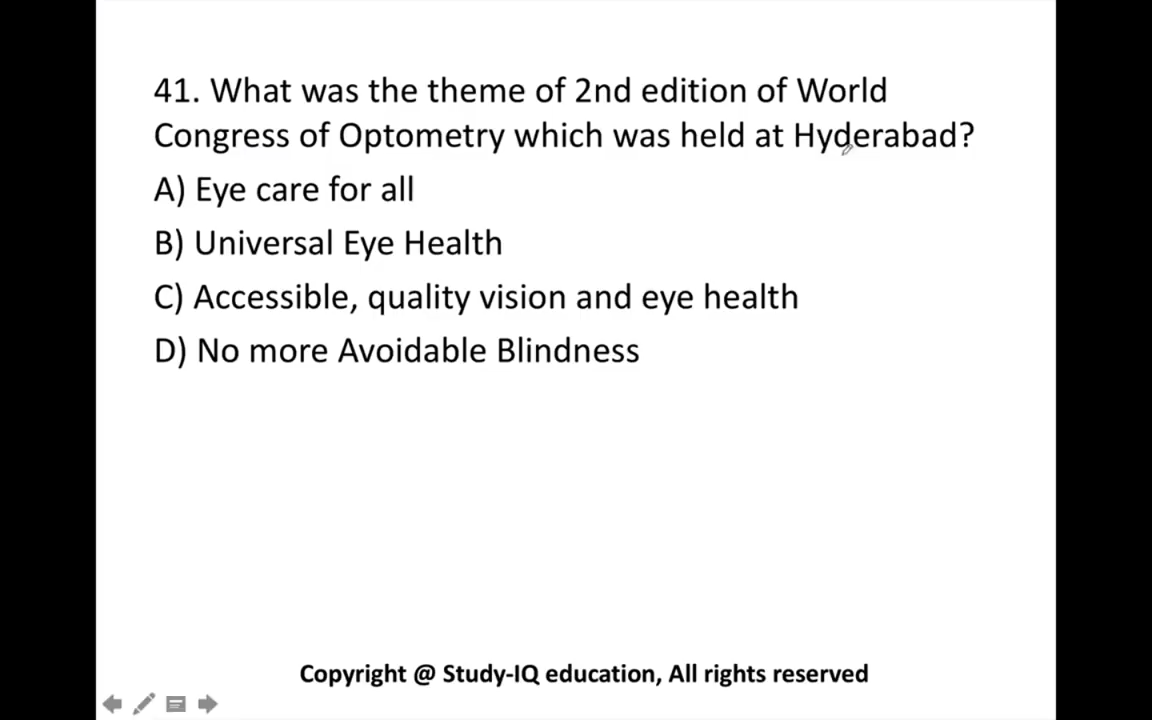 41. What was the theme of 2nd edition of World
Congress of Optometry which was held at Hyderabad?
A) Eye care for all
B) Universal Eye Health
C) Accessible, quality vision and eye health
D) No more Avoidable Blindness
Copyright @ Study-IQ education, All rights reserved